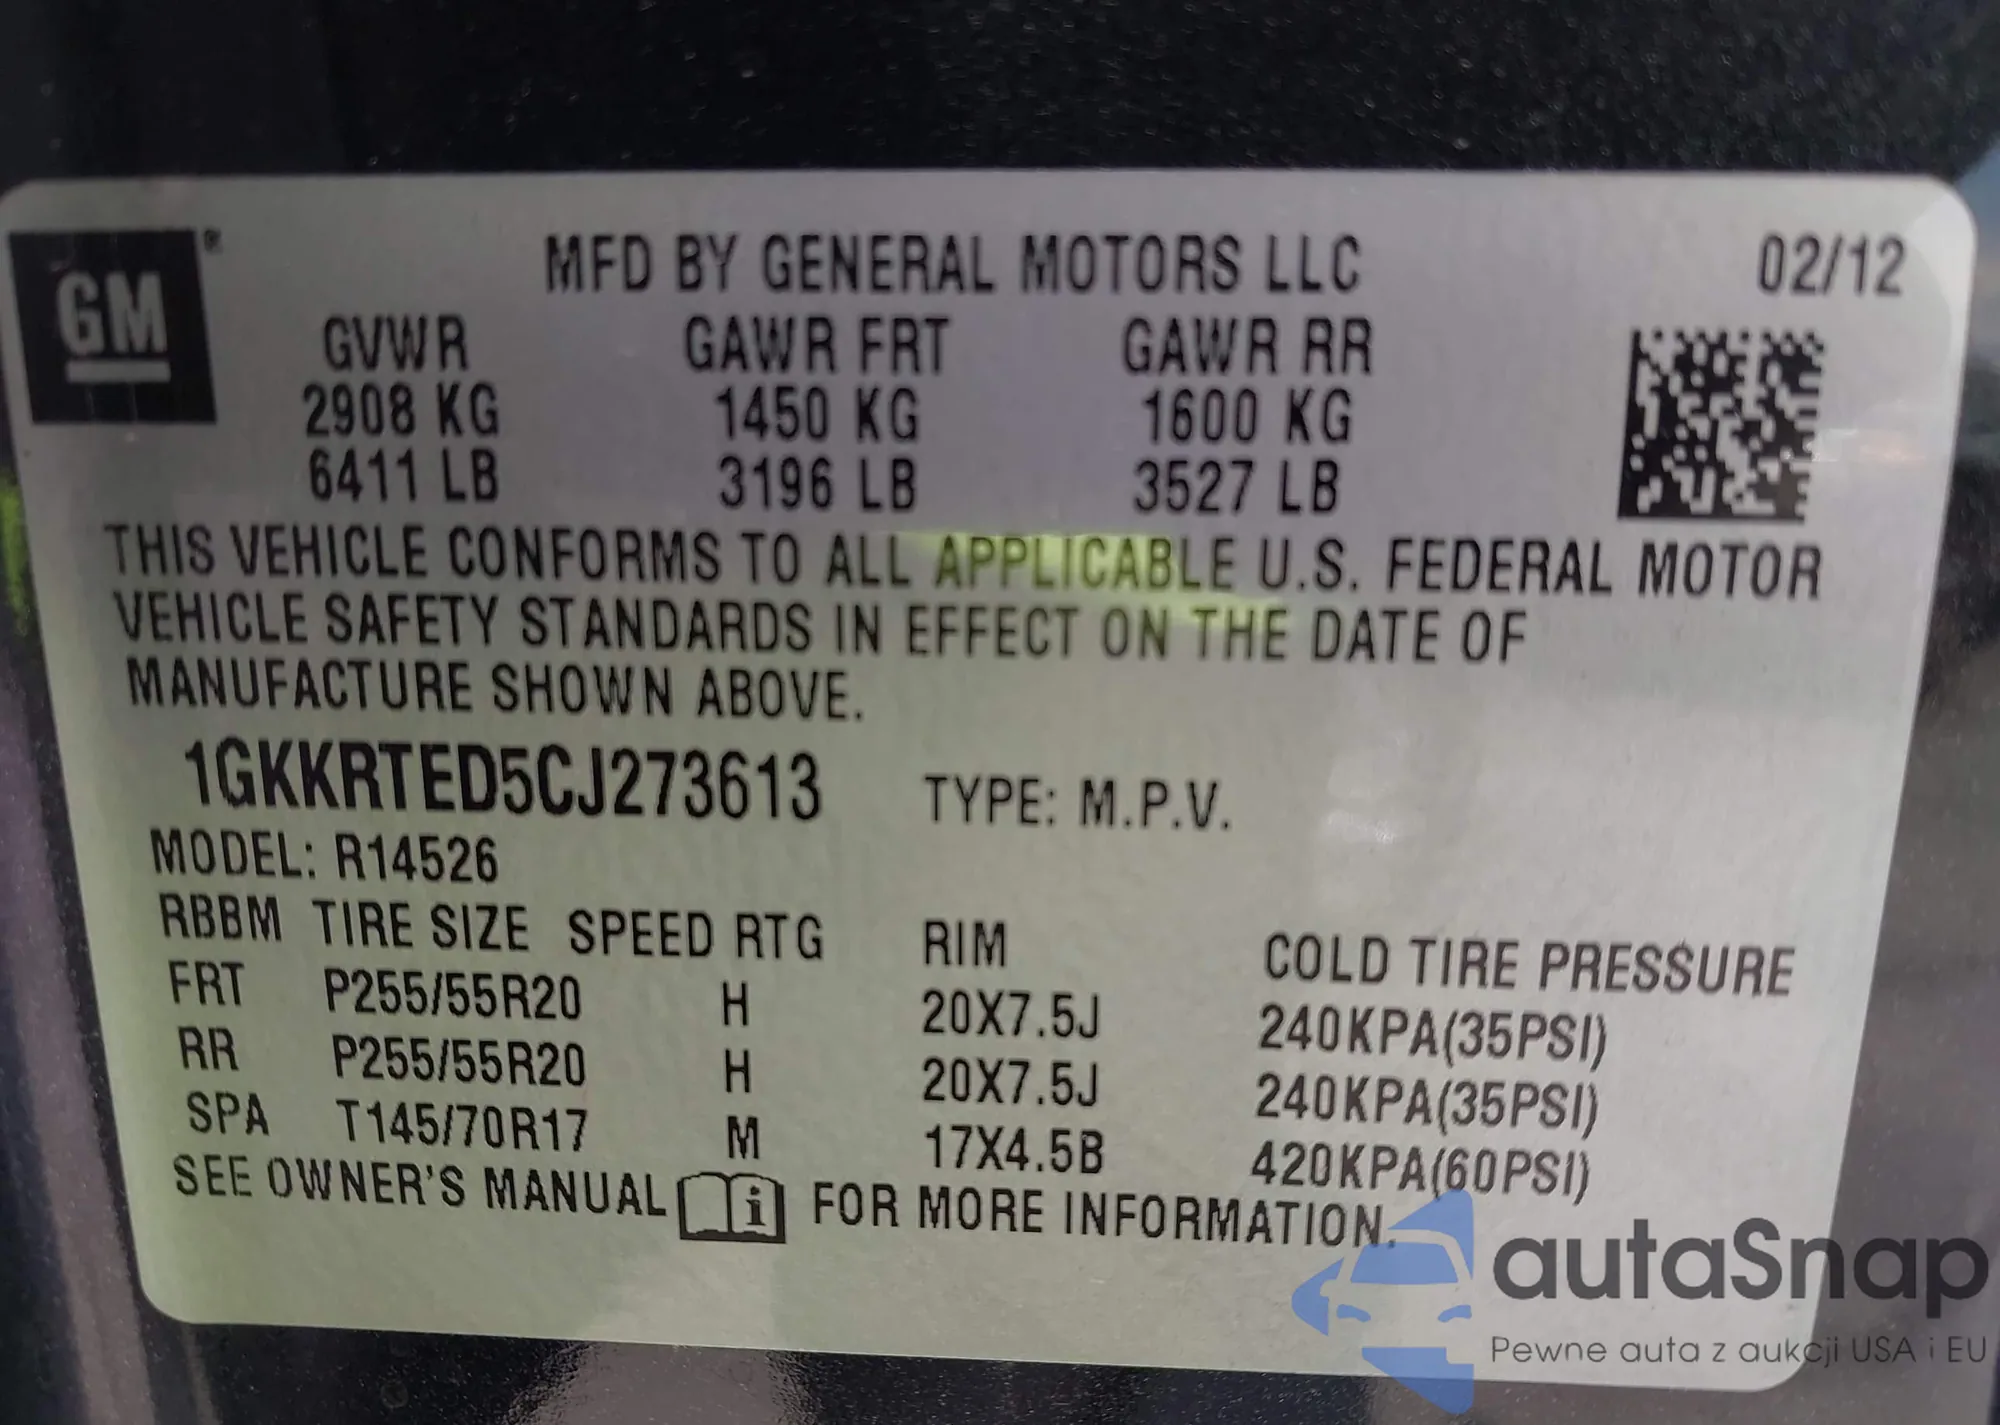 GM®
MFD BY GENERAL MOTORS LLC 02/12
GVWR GAWR FRT GAWR RR
2908 KG 1450 KG 1600 KG
6411 LB 3196 LB 3527 LB
THIS VEHICLE CONFORMS TO ALL APPLICABLE U.S. FEDERAL MOTOR
VEHICLE SAFETY STANDARDS IN EFFECT ON THE DATE OF
MANUFACTURE SHOWN ABOVE.
1GKKRTED5CJ273613 TYPE: M.P.V.
MODEL: R14526
RBBM TIRE SIZE SPEED RTG RIM COLD TIRE PRESSURE
FRT P255/55R20 H 20X7.5J 240KPA(35PSI)
RR P255/55R20 H 20X7.5J 240KPA(35PSI)
SPA T145/70R17 M 17X4.5B 420KPA(60PSI)
SEE OWNER'S MANUAL i FOR MORE INFORMATION.
autaSnap
Pewne auta z aukcji USA i EU